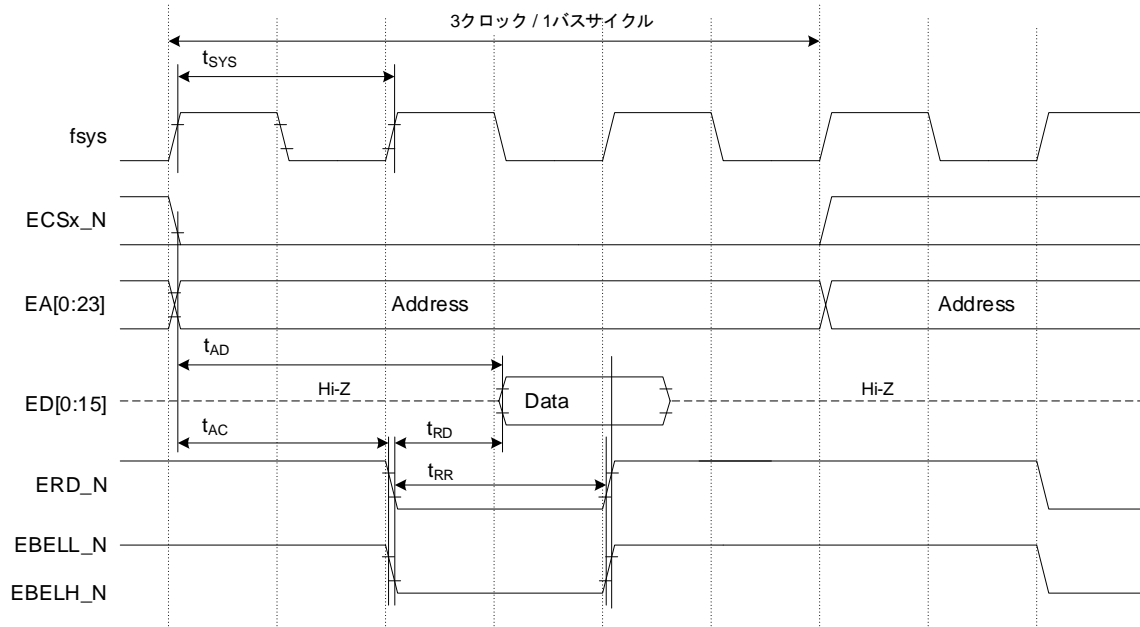 3クロック / 1バスサイクル
tSYS
fsys
ECSx_N
EA[0:23]
Address
Address
tAD
ED[0:15]
Hi-Z
Data
Hi-Z
tAC
tRD
tRR
ERD_N
EBELL_N
EBELH_N